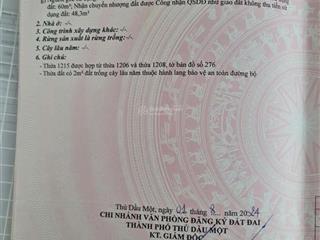 đất: 60m²; Nhận chuyển nhượng đất được Công nhận QSDĐ như giao đất không thu tiền sử
dụng đất: 48,3m²
2. Nhà ở: -/-
3. Công trình xây dựng khác: -/-
4. Rừng sản xuất là rừng trồng: -/-
5. Cây lâu năm: -/-
6. Ghi chú:
- Thửa 1215 được hợp từ thửa 1206 và thửa 1208, tờ bản đồ số 276.
- Thửa đất có 2m² đất trồng cây lâu năm thuộc hành lang bảo vệ an toàn đường bộ
Thủ Dầu Một, ngày 01 tháng 8 năm 2024
CHI NHÁNH VĂN PHÒNG ĐĂNG KÝ ĐẤT ĐAI
THÀNH PHỐ THỦ DẦU MỘT
KT. GIÁM ĐỐC